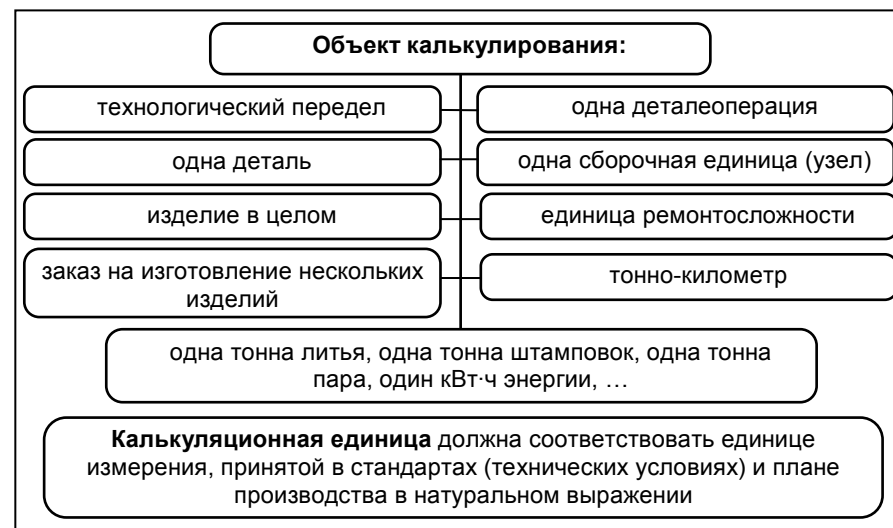 Объект калькулирования:
технологический передел
одна деталеоперация
одна деталь
одна сборочная единица (узел)
изделие в целом
единица ремонтосложности
заказ на изготовление нескольких
изделий
тонно-километр
одна тонна литья, одна тонна штамповок, одна тонна
пара, один кВт·ч энергии, …
Калькуляционная единица должна соответствовать единице
измерения, принятой в стандартах (технических условиях) и плане
производства в натуральном выражении